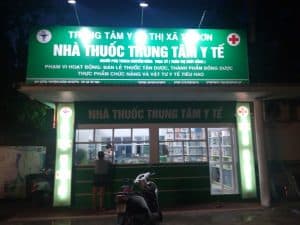 TRUNG TÂM Y TẾ THỊ XÃ
NHÀ THUỐC TRUNG TÂM Y TẾ
PHẠM VI HOẠT ĐỘNG: BÁN LẺ THUỐC TÂN DƯỢC, THÀNH PHẨM ĐÔNG DƯỢC
THỰC PHẨM CHỨC NĂNG VÀ VẬT TƯ Y TẾ TIÊU HAO
NHÀ THUỐC TRUNG TÂM Y TẾ